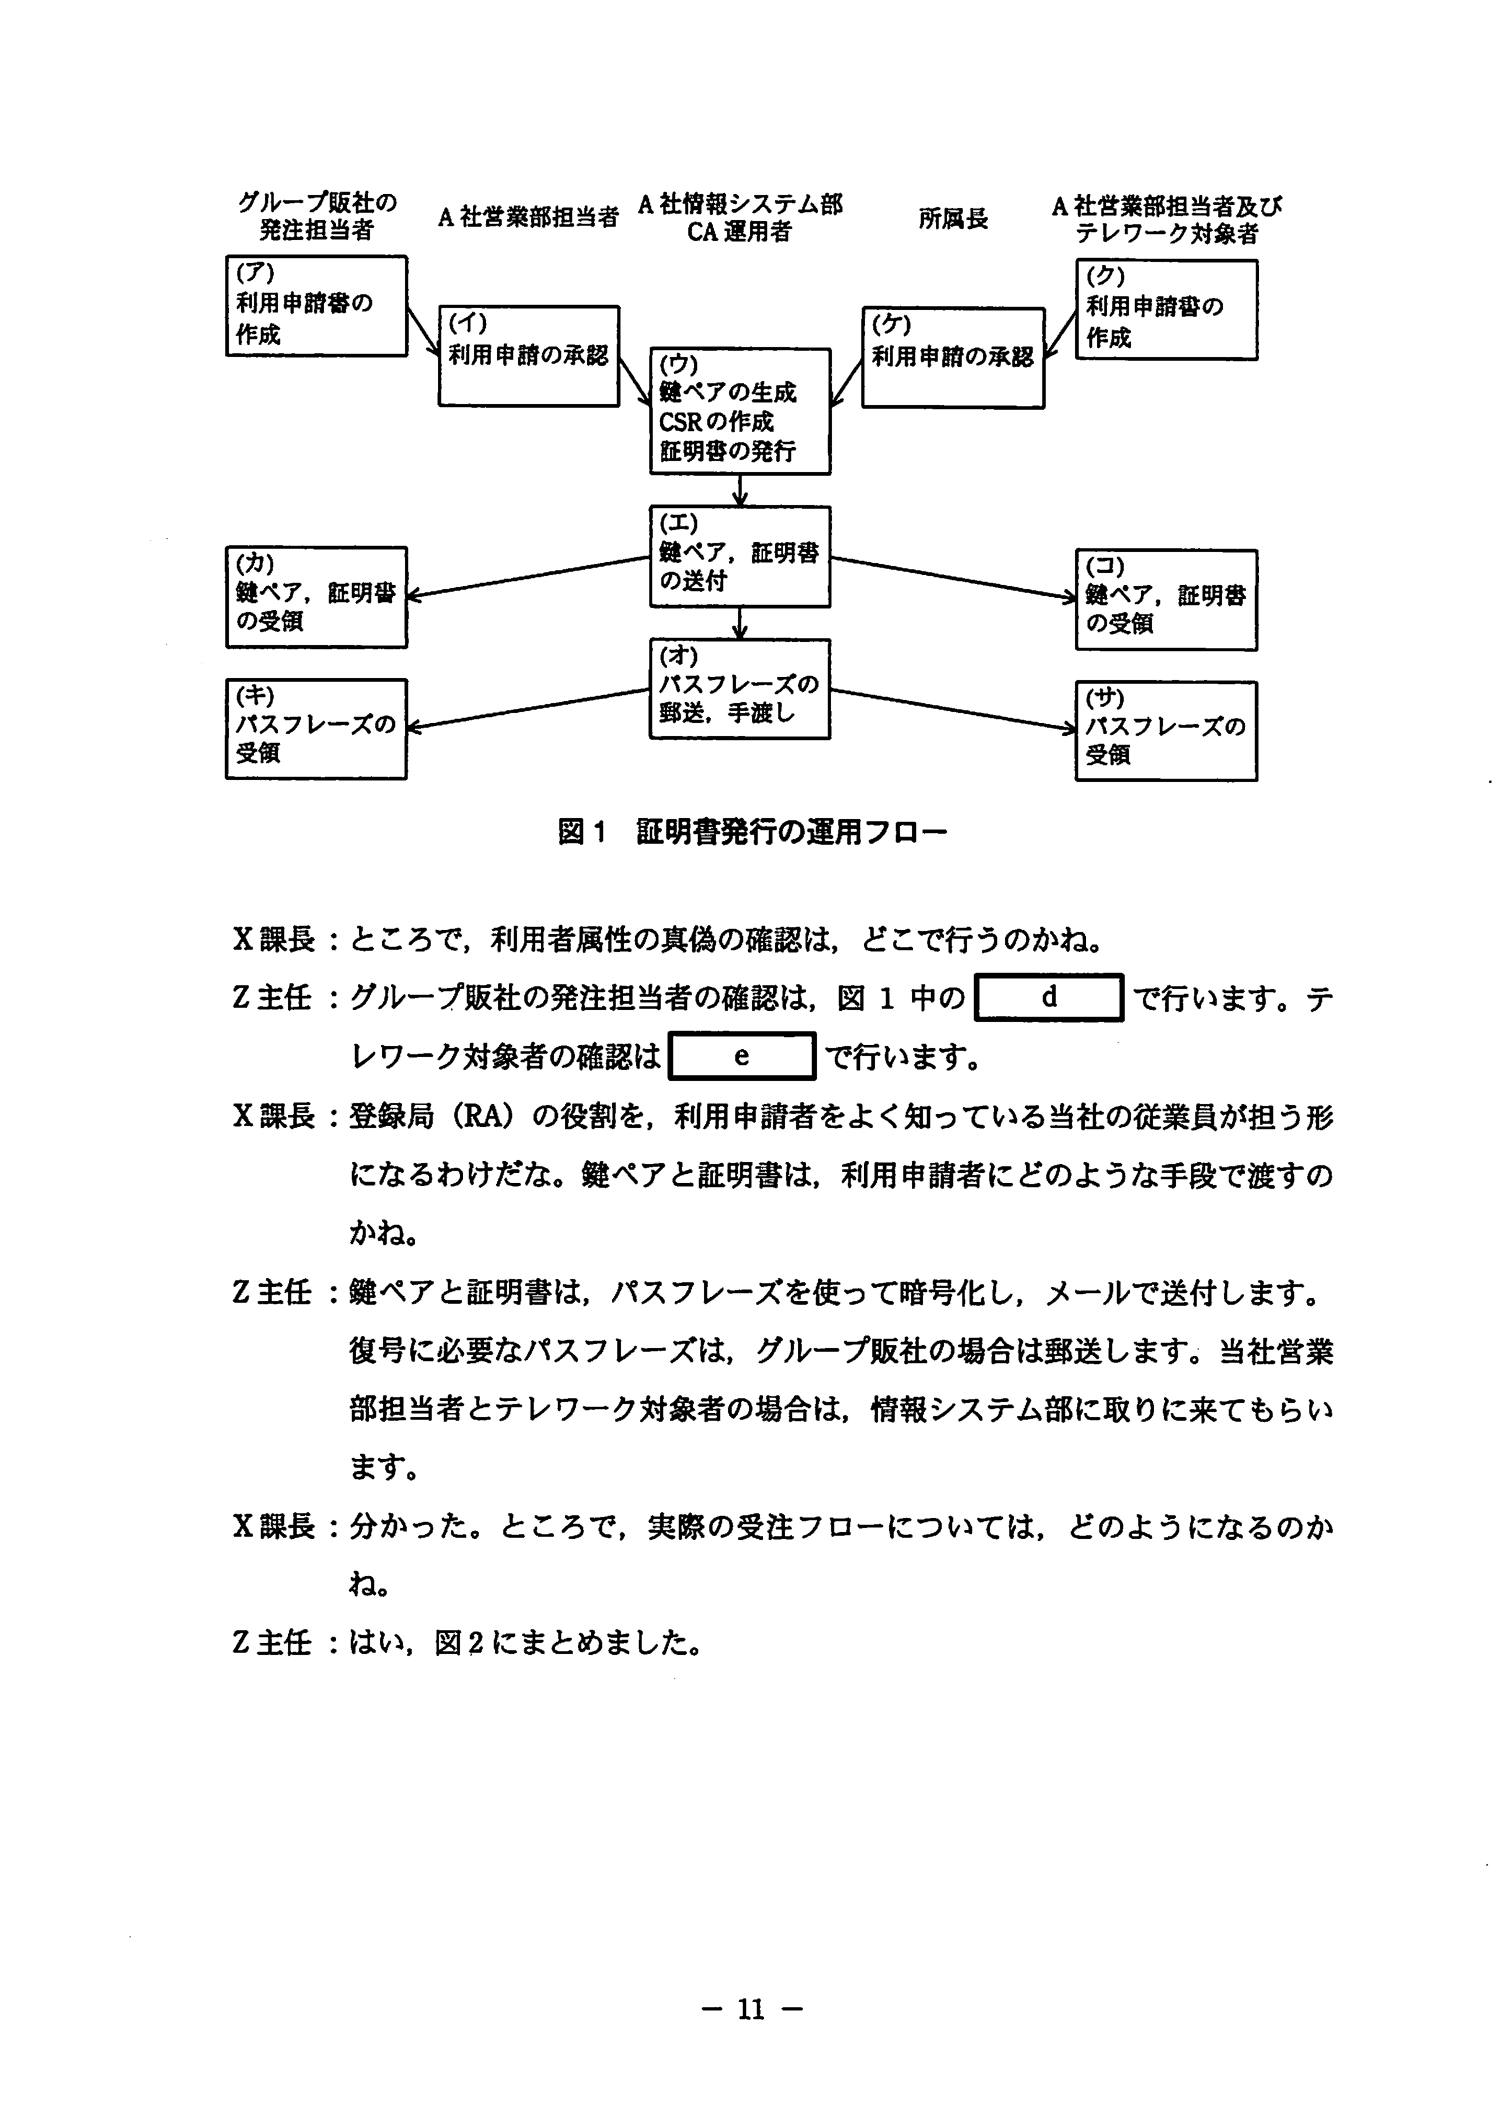 グループ販社の
発注担当者
A社営業部担当者
A社情報システム部
CA運用者
所属長
A社営業部担当者及び
テレワーク対象者
(ア)
利用申請書の
作成
(イ)
利用申請の承認
(ウ)
鍵ペアの生成
CSRの作成
証明書の発行
(ケ)
利用申請の承認
(ク)
利用申請書の
作成
(エ)
鍵ペア，証明書
の送付
(カ)
鍵ペア，証明書
の受領
(コ)
鍵ペア，証明書
の受領
(オ)
パスフレーズの
郵送，手渡し
(キ)
パスフレーズの
受領
(サ)
パスフレーズの
受領
図1 証明書発行の運用フロー
X課長：ところで，利用者属性の真偽の確認は，どこで行うのかね。
Z主任：グループ販社の発注担当者の確認は，図 1 中の d で行います。テ
レワーク対象者の確認は e で行います。
X課長：登録局（RA）の役割を，利用申請者をよく知っている当社の従業員が担う形
になるわけだな。鍵ペアと証明書は，利用申請者にどのような手段で渡すの
かね。
Z主任：鍵ペアと証明書は，パスフレーズを使って暗号化し，メールで送付します。
復号に必要なパスフレーズは，グループ販社の場合は郵送します。当社営業
部担当者とテレワーク対象者の場合は，情報システム部に取りに来てもらい
ます。
X課長：分かった。ところで，実際の受注フローについては，どのようになるのか
ね。
Z主任：はい，図2にまとめました。
－ 11 －